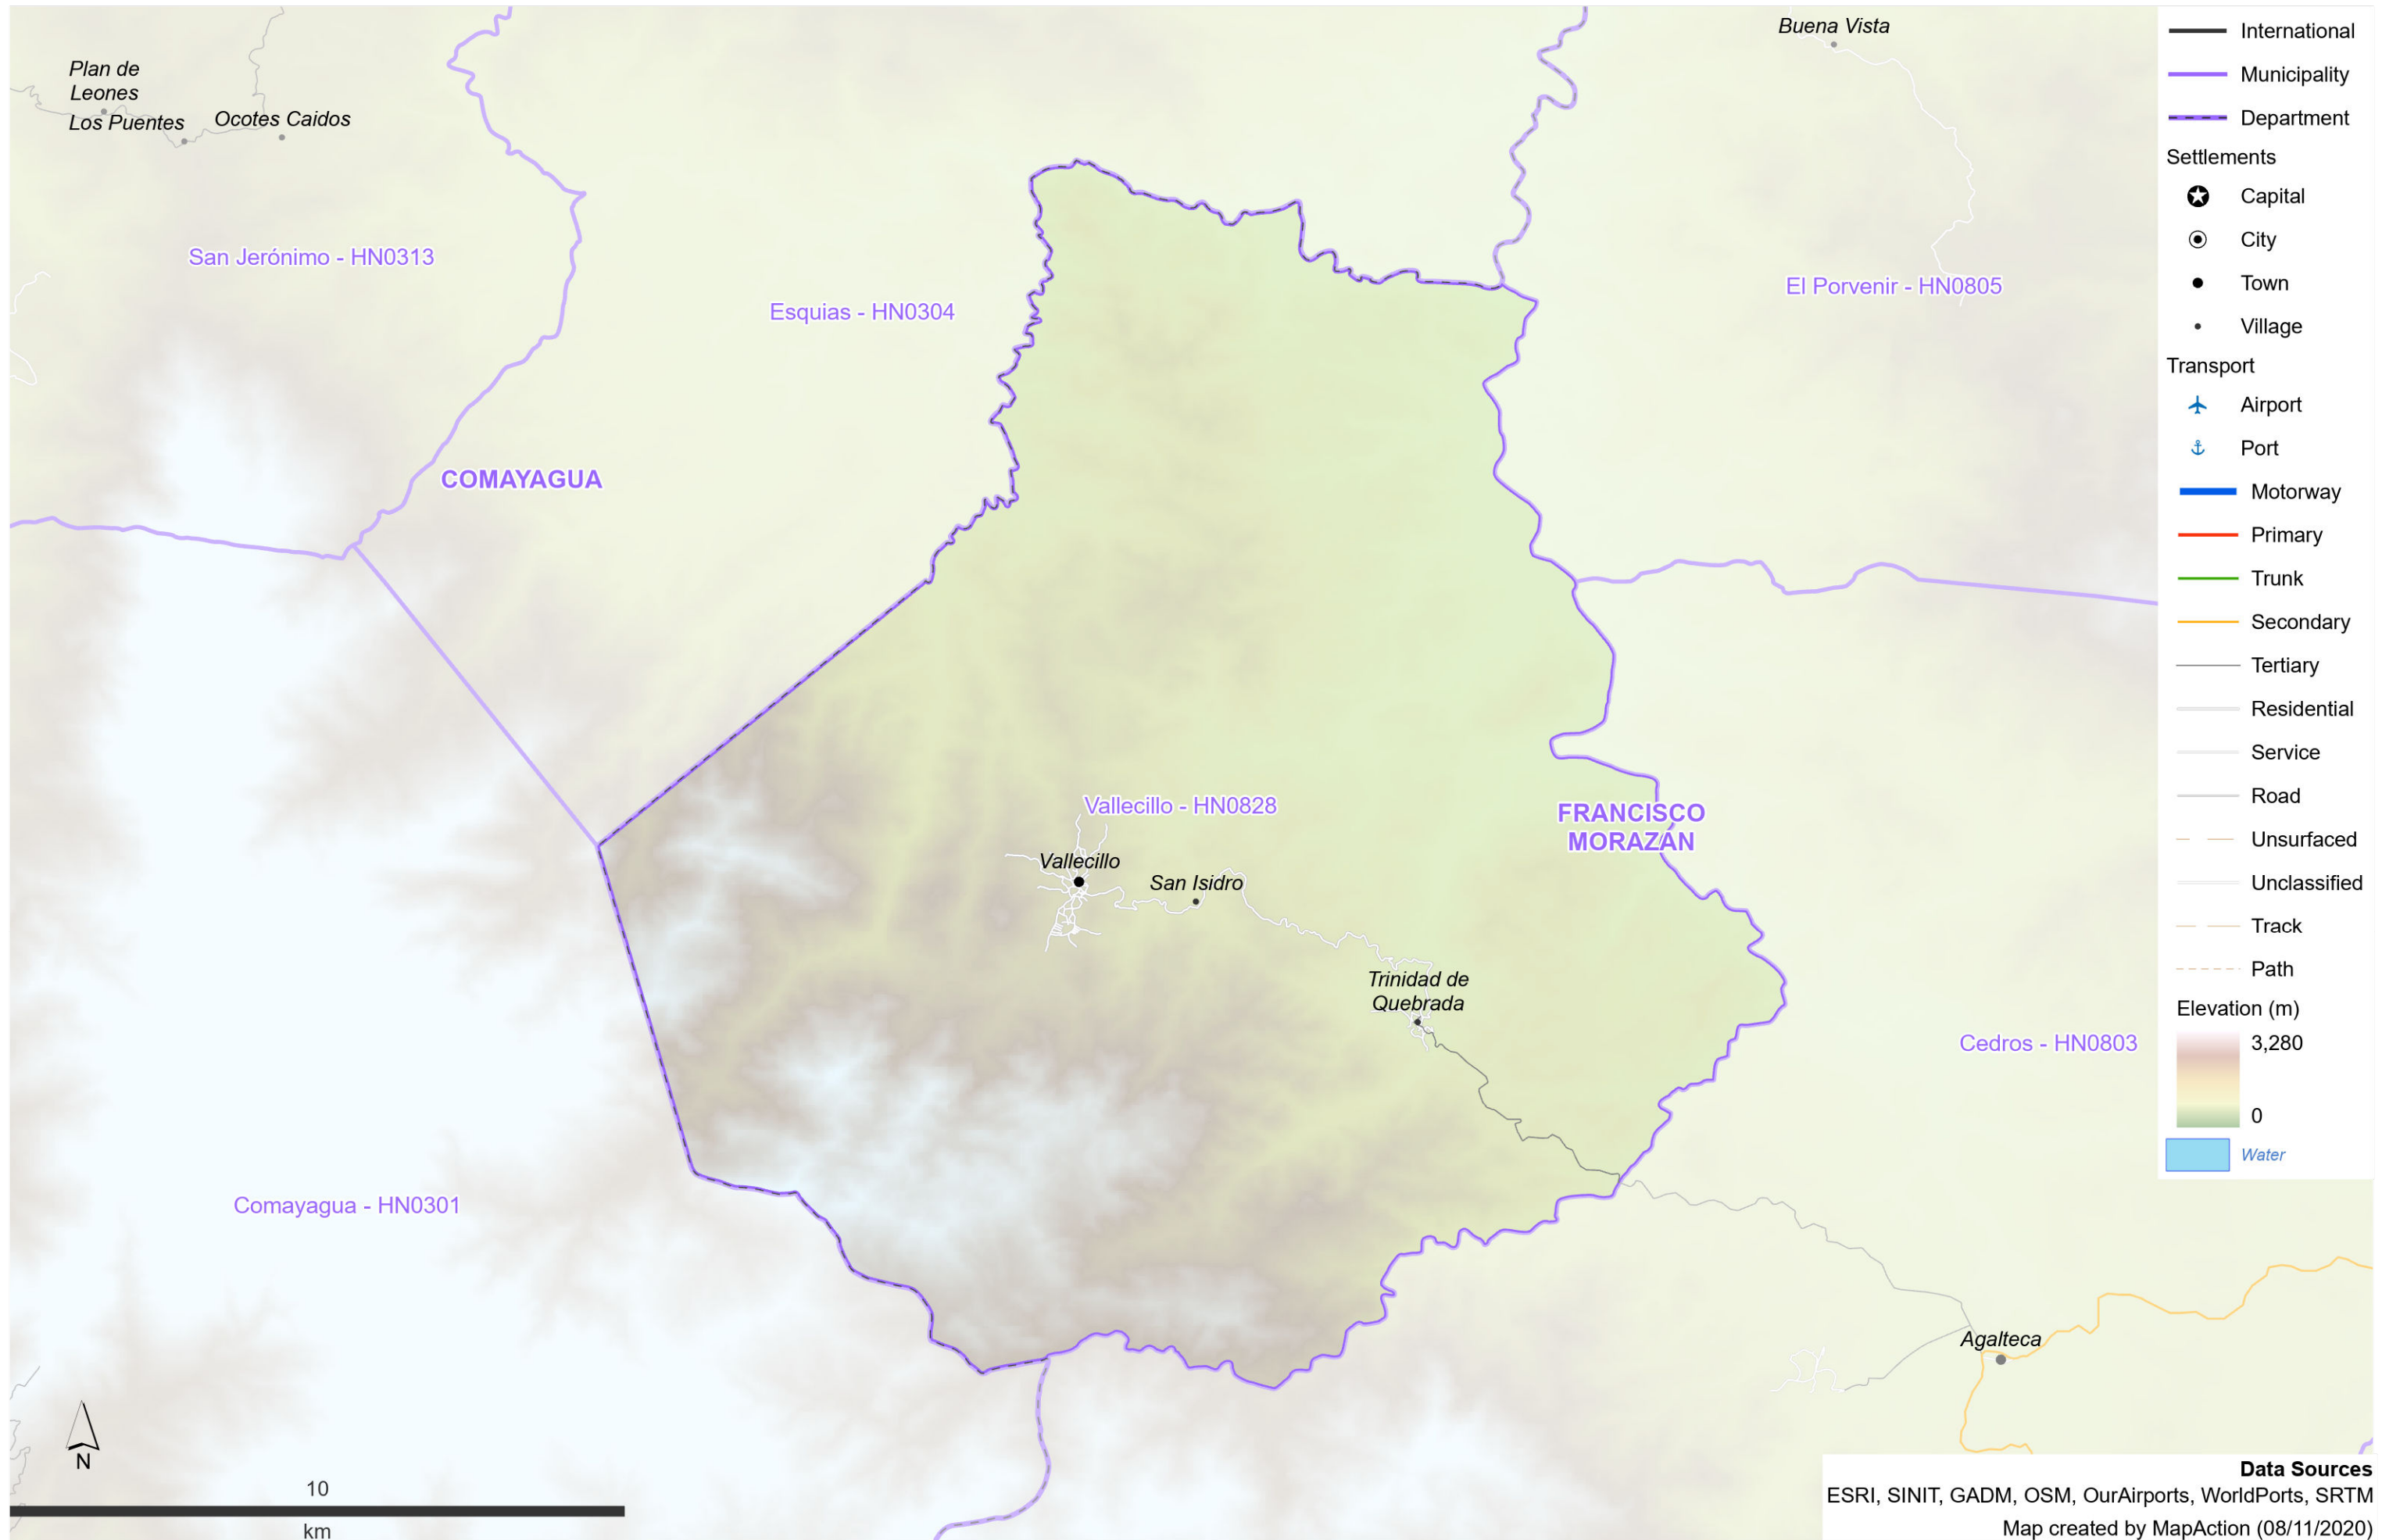 Plan de
Leones
Los Puentes
Ocotes Caidos
Buena Vista
San Jerónimo - HN0313
Esquias - HN0304
El Porvenir - HN0805
COMAYAGUA
Vallecillo - HN0828
FRANCISCO
MORAZÁN
Vallecillo
San Isidro
Trinidad de
Quebrada
Cedros - HN0803
Comayagua - HN0301
Agalteca
N
10
km
International
Municipality
Department
Settlements
Capital
City
Town
Village
Transport
Airport
Port
Motorway
Primary
Trunk
Secondary
Tertiary
Residential
Service
Road
Unsurfaced
Unclassified
Track
Path
Elevation (m)
3,280
0
Water
Data Sources
ESRI, SINIT, GADM, OSM, OurAirports, WorldPorts, SRTM
Map created by MapAction (08/11/2020)